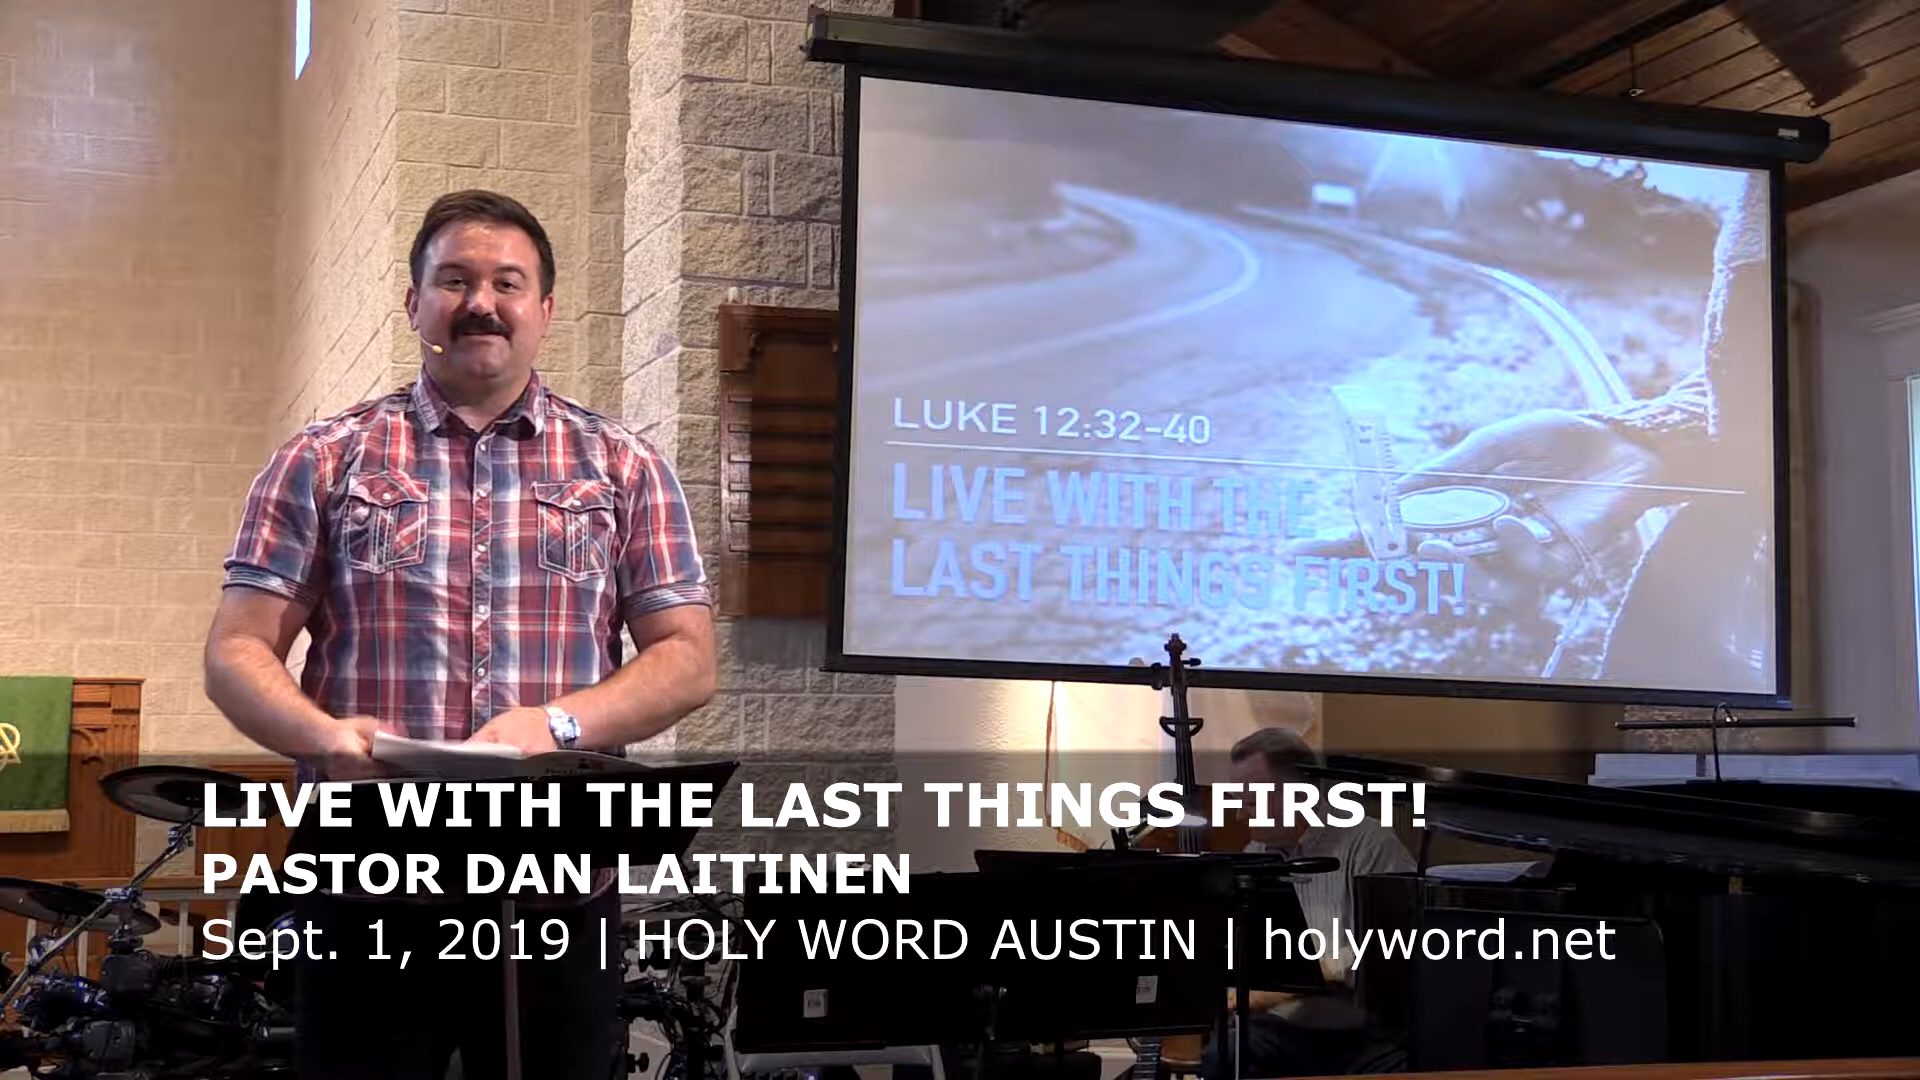 LUKE 12:32-40
LIVE WITH THE
LAST THINGS FIRST!
LIVE WITH THE LAST THINGS FIRST!
PASTOR DAN LAITINEN
Sept. 1, 2019 | HOLY WORD AUSTIN | holyword.net